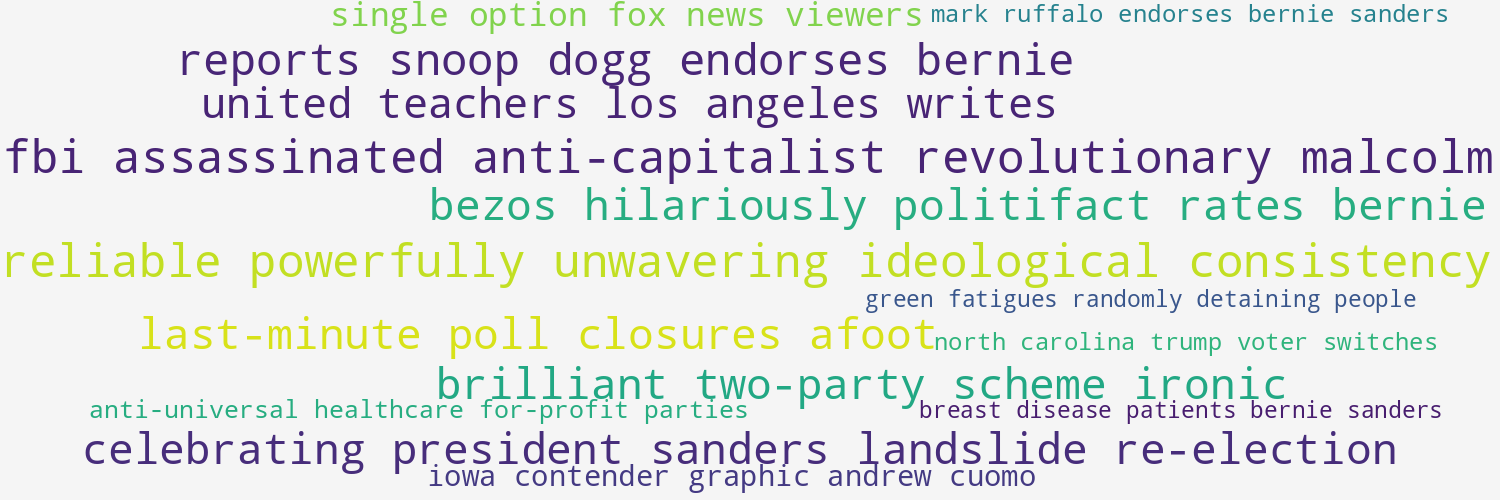 single option fox news viewers
mark ruffalo endorses bernie sanders
reports snoop dogg endorses bernie
united teachers los angeles writes
fbi assassinated anti-capitalist revolutionary malcolm
bezos hilariously politifact rates bernie
reliable powerfully unwavering ideological consistency
green fatigues randomly detaining people
last-minute poll closures afoot
north carolina trump voter switches
brilliant two-party scheme ironic
anti-universal healthcare for-profit parties
breast disease patients bernie sanders
celebrating president sanders landslide re-election
iowa contender graphic andrew cuomo